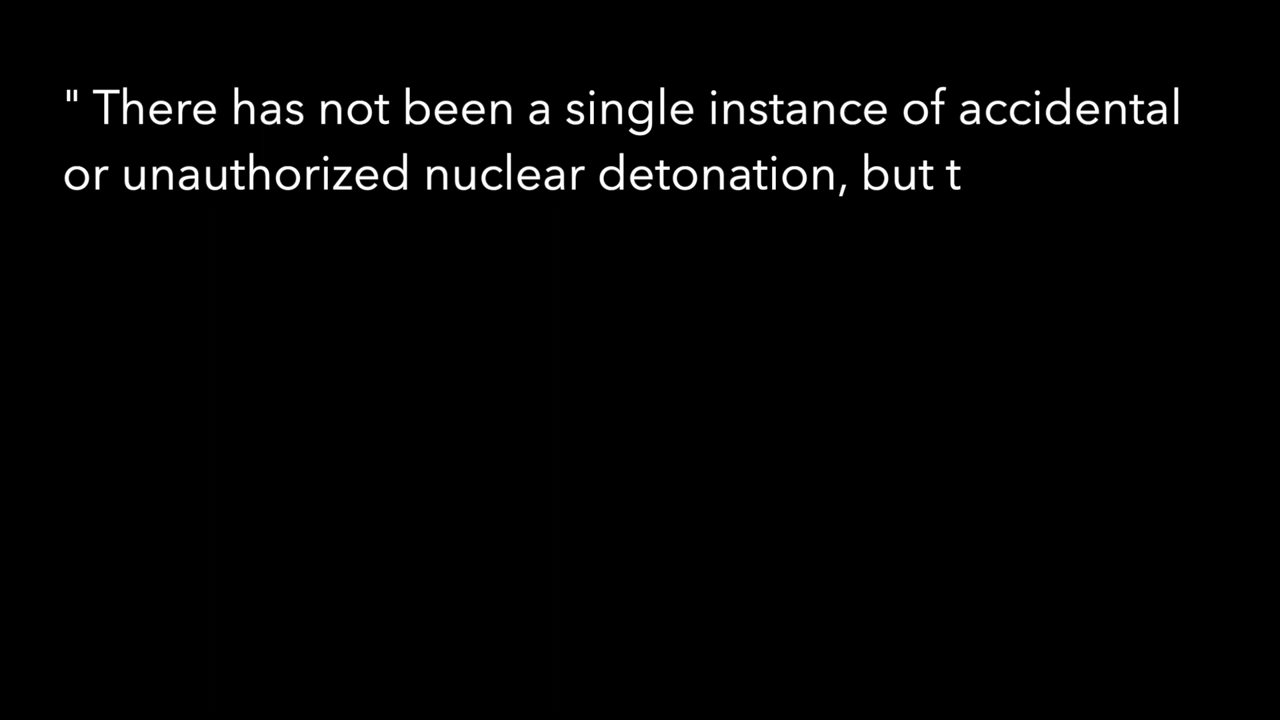 " There has not been a single instance of accidental
or unauthorized nuclear detonation, but t